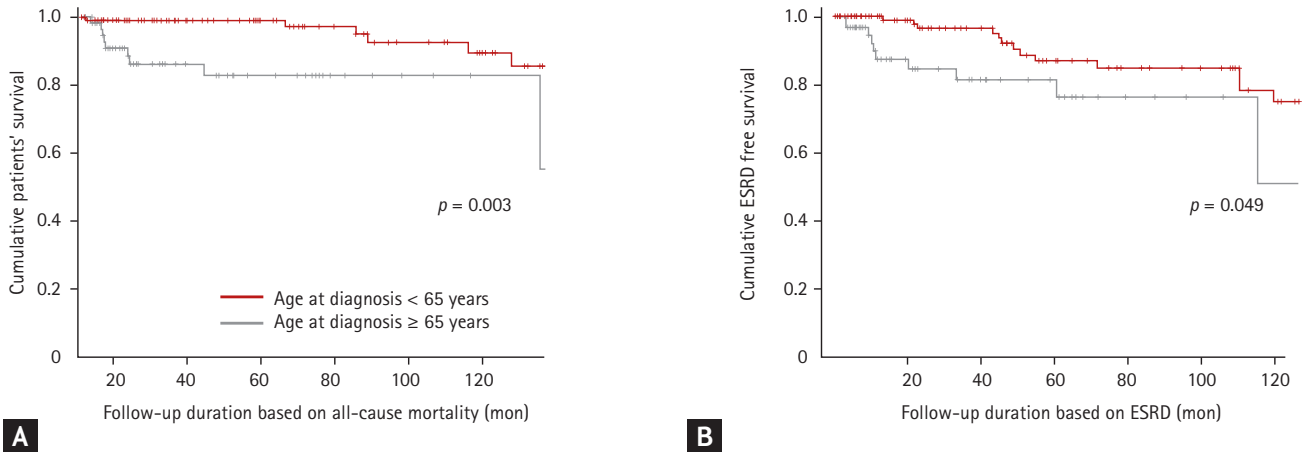 Cumulative patients' survival
1.0
0.8
0.6
0.4
0.2
0
p = 0.003
Age at diagnosis < 65 years
Age at diagnosis ≥ 65 years
20 40 60 80 100 120
Follow-up duration based on all-cause mortality (mon)
A
Cumulative ESRD free survival
1.0
0.8
0.6
0.4
0.2
0
p = 0.049
20 40 60 80 100 120
Follow-up duration based on ESRD (mon)
B